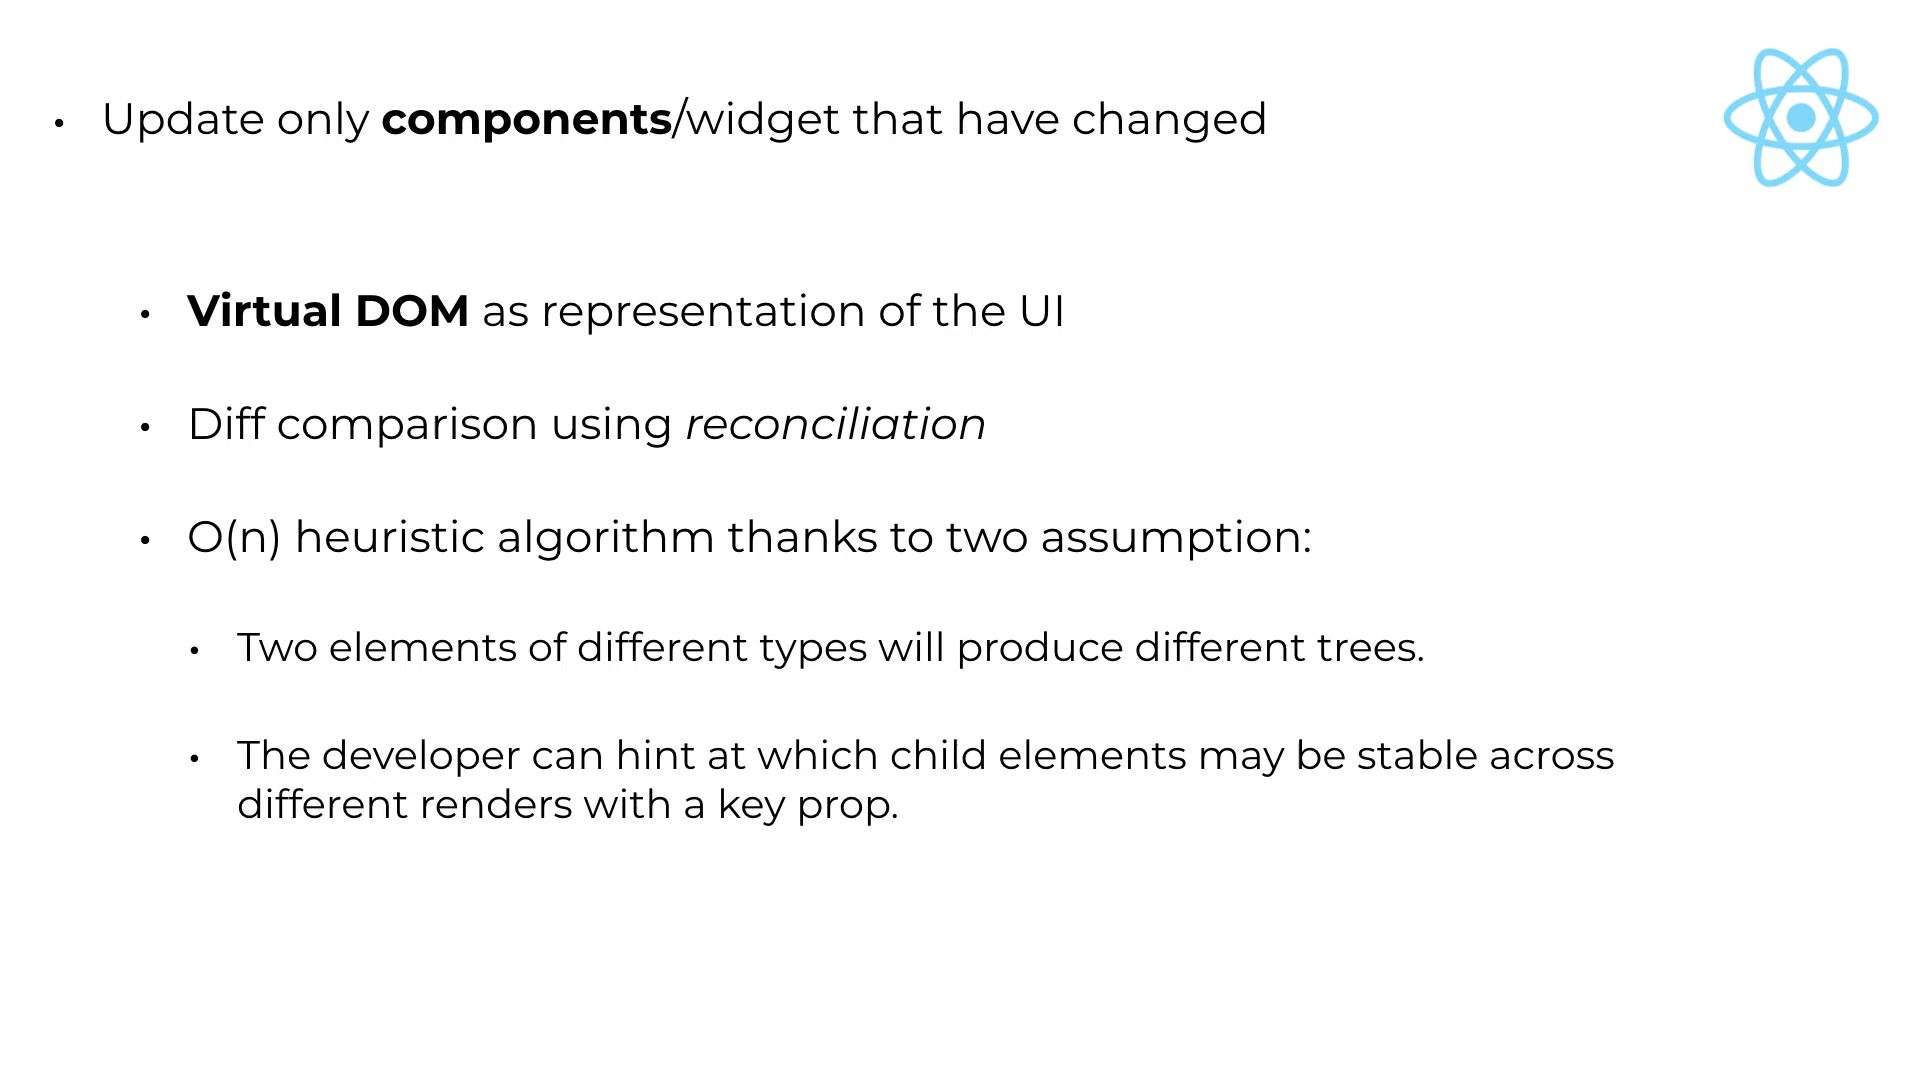 • Update only components/widget that have changed
• Virtual DOM as representation of the UI
• Diff comparison using reconciliation
• O(n) heuristic algorithm thanks to two assumption:
• Two elements of different types will produce different trees.
• The developer can hint at which child elements may be stable across
different renders with a key prop.